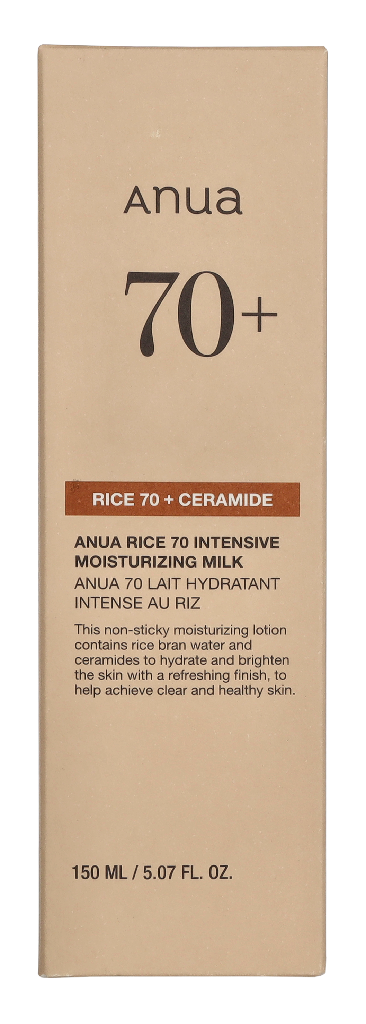 Anua
70+
RICE 70 + CERAMIDE
ANUA RICE 70 INTENSIVE
MOISTURIZING MILK
ANUA 70 LAIT HYDRATANT
INTENSE AU RIZ
This non-sticky moisturizing lotion
contains rice bran water and
ceramides to hydrate and brighten
the skin with a refreshing finish, to
help achieve clear and healthy skin.
150 ML / 5.07 FL. OZ.